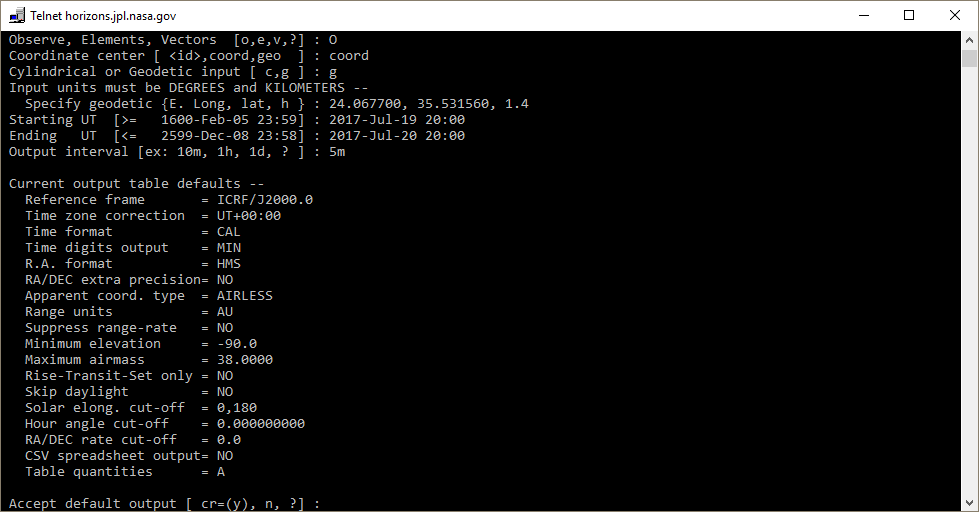 Telnet horizons.jpl.nasa.gov
Observe, Elements, Vectors  [o,e,v,?] : O
Coordinate center [ <id>,coord,geo  ] : coord
Cylindrical or Geodetic input [ c,g ] : g
Input units must be DEGREES and KILOMETERS --
  Specify geodetic {E. Long, lat, h } : 24.067700, 35.531560, 1.4
Starting UT  [>=   1600-Feb-05 23:59] : 2017-Jul-19 20:00
Ending   UT  [<=   2599-Dec-08 23:58] : 2017-Jul-20 20:00
Output interval [ex: 10m, 1h, 1d, ? ] : 5m
Current output table defaults --
  Reference frame       = ICRF/J2000.0
  Time zone correction  = UT+00:00
  Time format           = CAL
  Time digits output    = MIN
  R.A. format           = HMS
  RA/DEC extra precision= NO
  Apparent coord. type  = AIRLESS
  Range units           = AU
  Suppress range-rate   = NO
  Minimum elevation     = -90.0
  Maximum airmass       = 38.0000
  Rise-Transit-Set only = NO
  Skip daylight         = NO
  Solar elong. cut-off  = 0,180
  Hour angle cut-off    = 0.000000000
  RA/DEC rate cut-off   = 0.0
  CSV spreadsheet output= NO
  Table quantities      = A
Accept default output [ cr=(y), n, ?] :